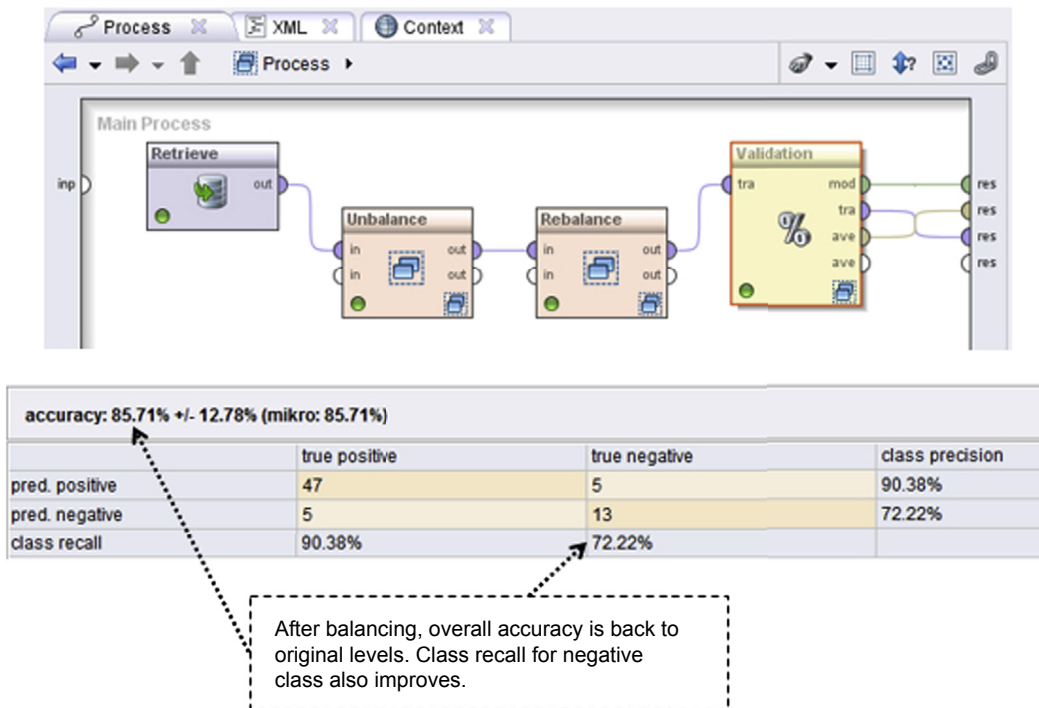 Process XML Context
Process
Main Process
Retrieve Validation
inp out tra mod res
Unbalance Rebalance tra res
in out in out ave res
in out in out ave res
%
accuracy: 85.71% +/- 12.78% (mikro: 85.71%)
true positive true negative class precision
pred. positive 47 5 90.38%
pred. negative 5 13 72.22%
class recall 90.38% 72.22%
After balancing, overall accuracy is back to
original levels. Class recall for negative
class also improves.